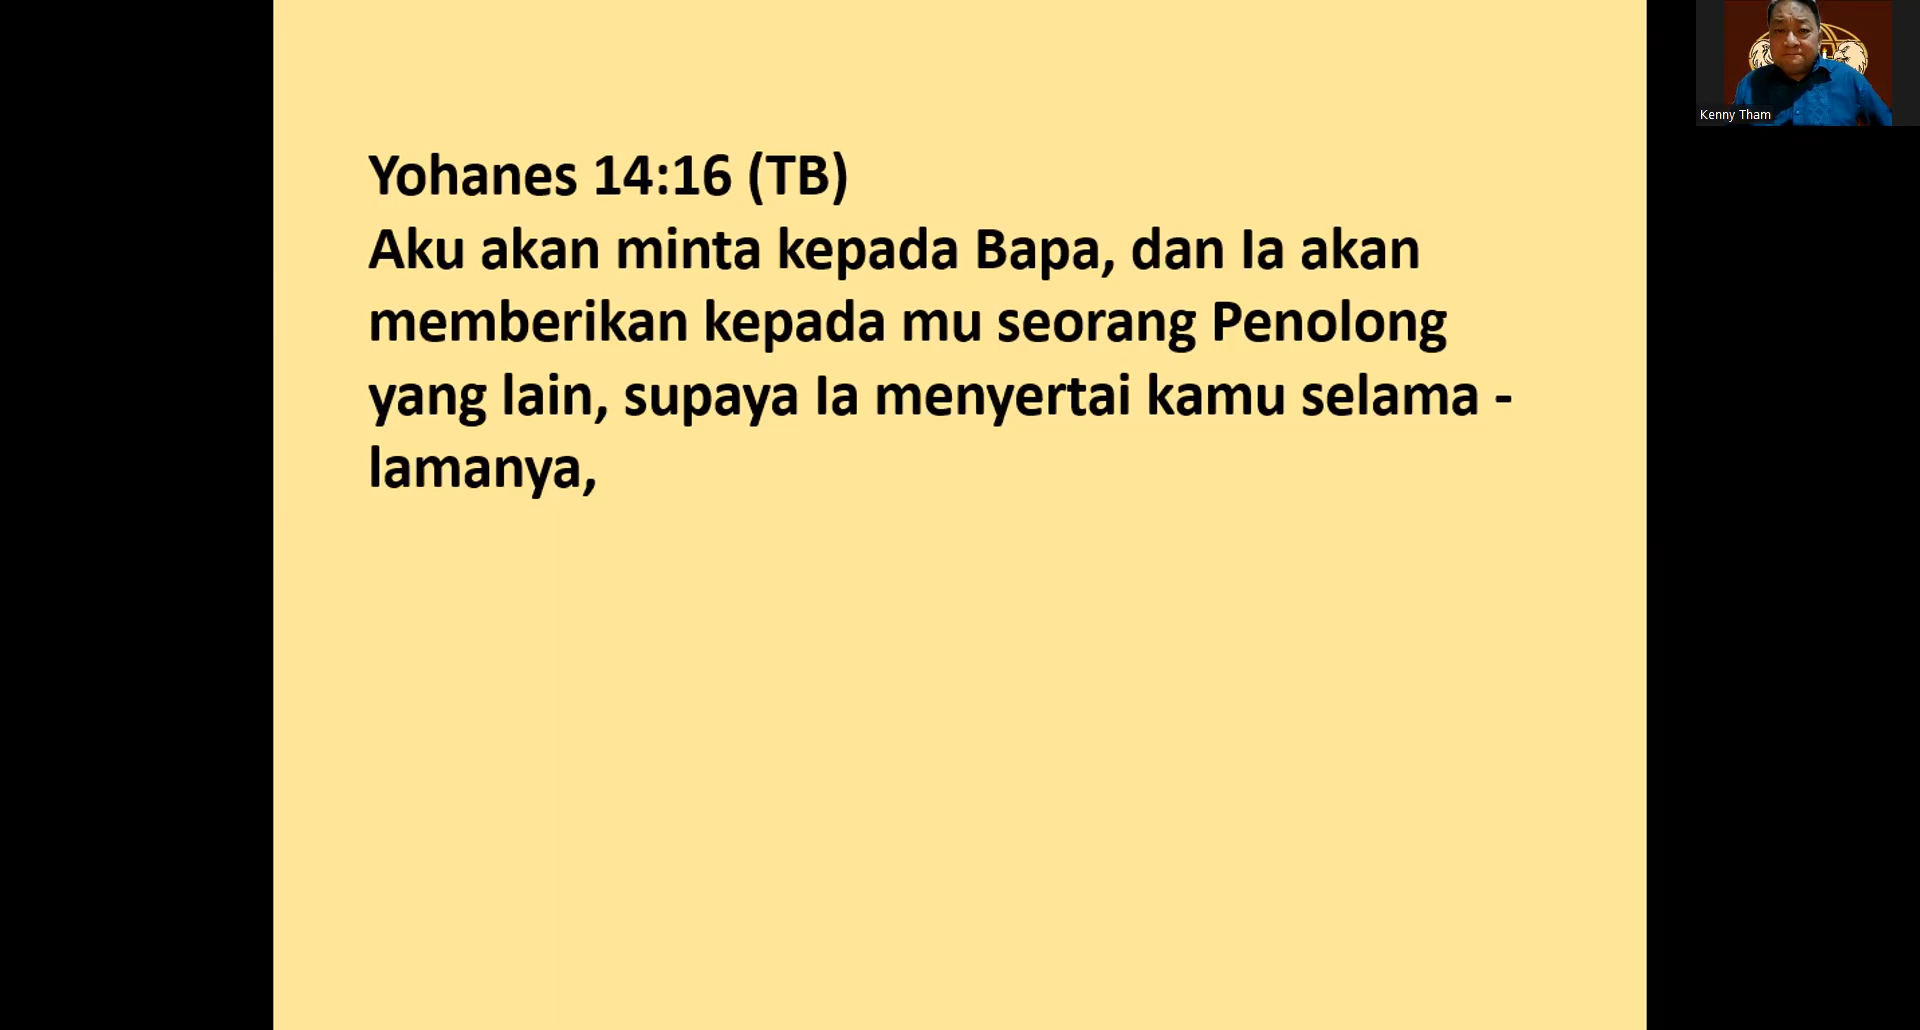 Yohanes 14:16 (TB)
Aku akan minta kepada Bapa, dan Ia akan
memberikan kepada mu seorang Penolong
yang lain, supaya Ia menyertai kamu selama -
lamanya,
Kenny Tham